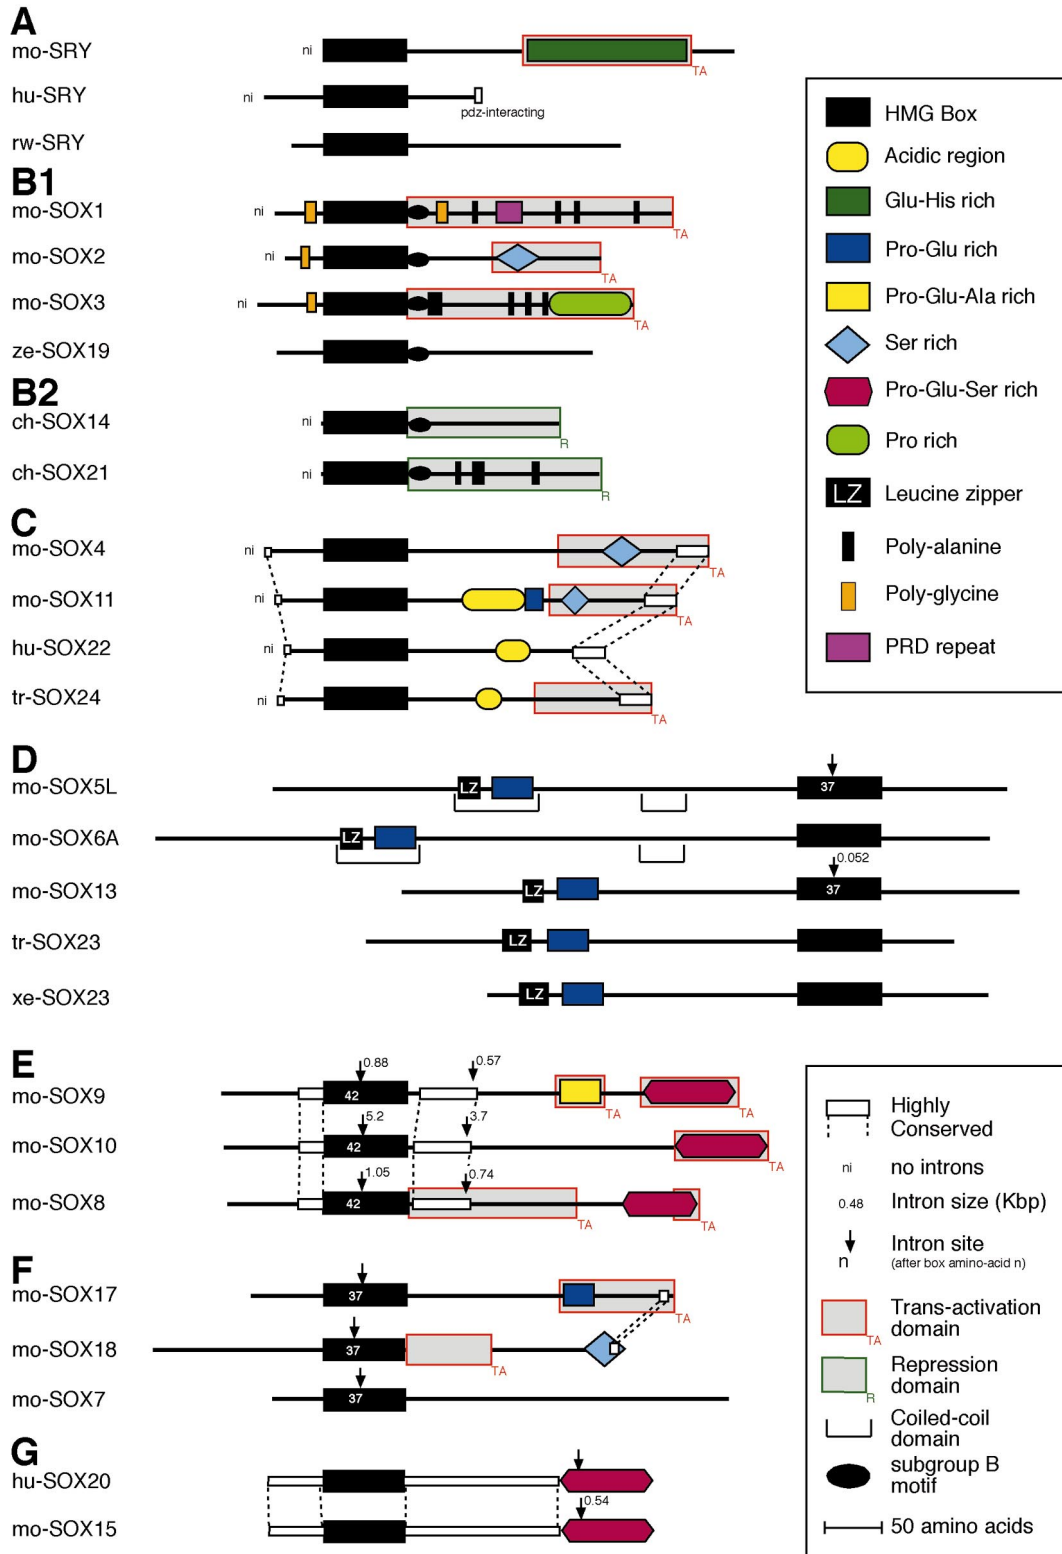 A
mo-SRY
ni
TA
hu-SRY
ni
pdz-interacting
rw-SRY
B1
mo-SOX1
ni
TA
mo-SOX2
ni
TA
mo-SOX3
ni
TA
ze-SOX19
B2
ch-SOX14
ni
R
ch-SOX21
ni
R
C
mo-SOX4
ni
TA
mo-SOX11
ni
TA
hu-SOX22
ni
tr-SOX24
ni
TA
HMG Box
Acidic region
Glu-His rich
Pro-Glu rich
Pro-Glu-Ala rich
Ser rich
Pro-Glu-Ser rich
Pro rich
LZ Leucine zipper
Poly-alanine
Poly-glycine
PRD repeat
D
mo-SOX5L
LZ
37
mo-SOX6A
LZ
0.052
mo-SOX13
LZ
37
tr-SOX23
LZ
xe-SOX23
LZ
E
0.88
0.57
mo-SOX9
42
TA
TA
5.2
3.7
mo-SOX10
42
TA
1.05
0.74
mo-SOX8
42
TA
TA
F
mo-SOX17
37
TA
mo-SOX18
37
TA
mo-SOX7
37
G
hu-SOX20
0.54
mo-SOX15
Highly
Conserved
ni
no introns
0.48
Intron size (Kbp)
Intron site
n
(after box amino-acid n)
Trans-activation
domain
TA
Repression
domain
R
Coiled-coil
domain
subgroup B
motif
50 amino acids